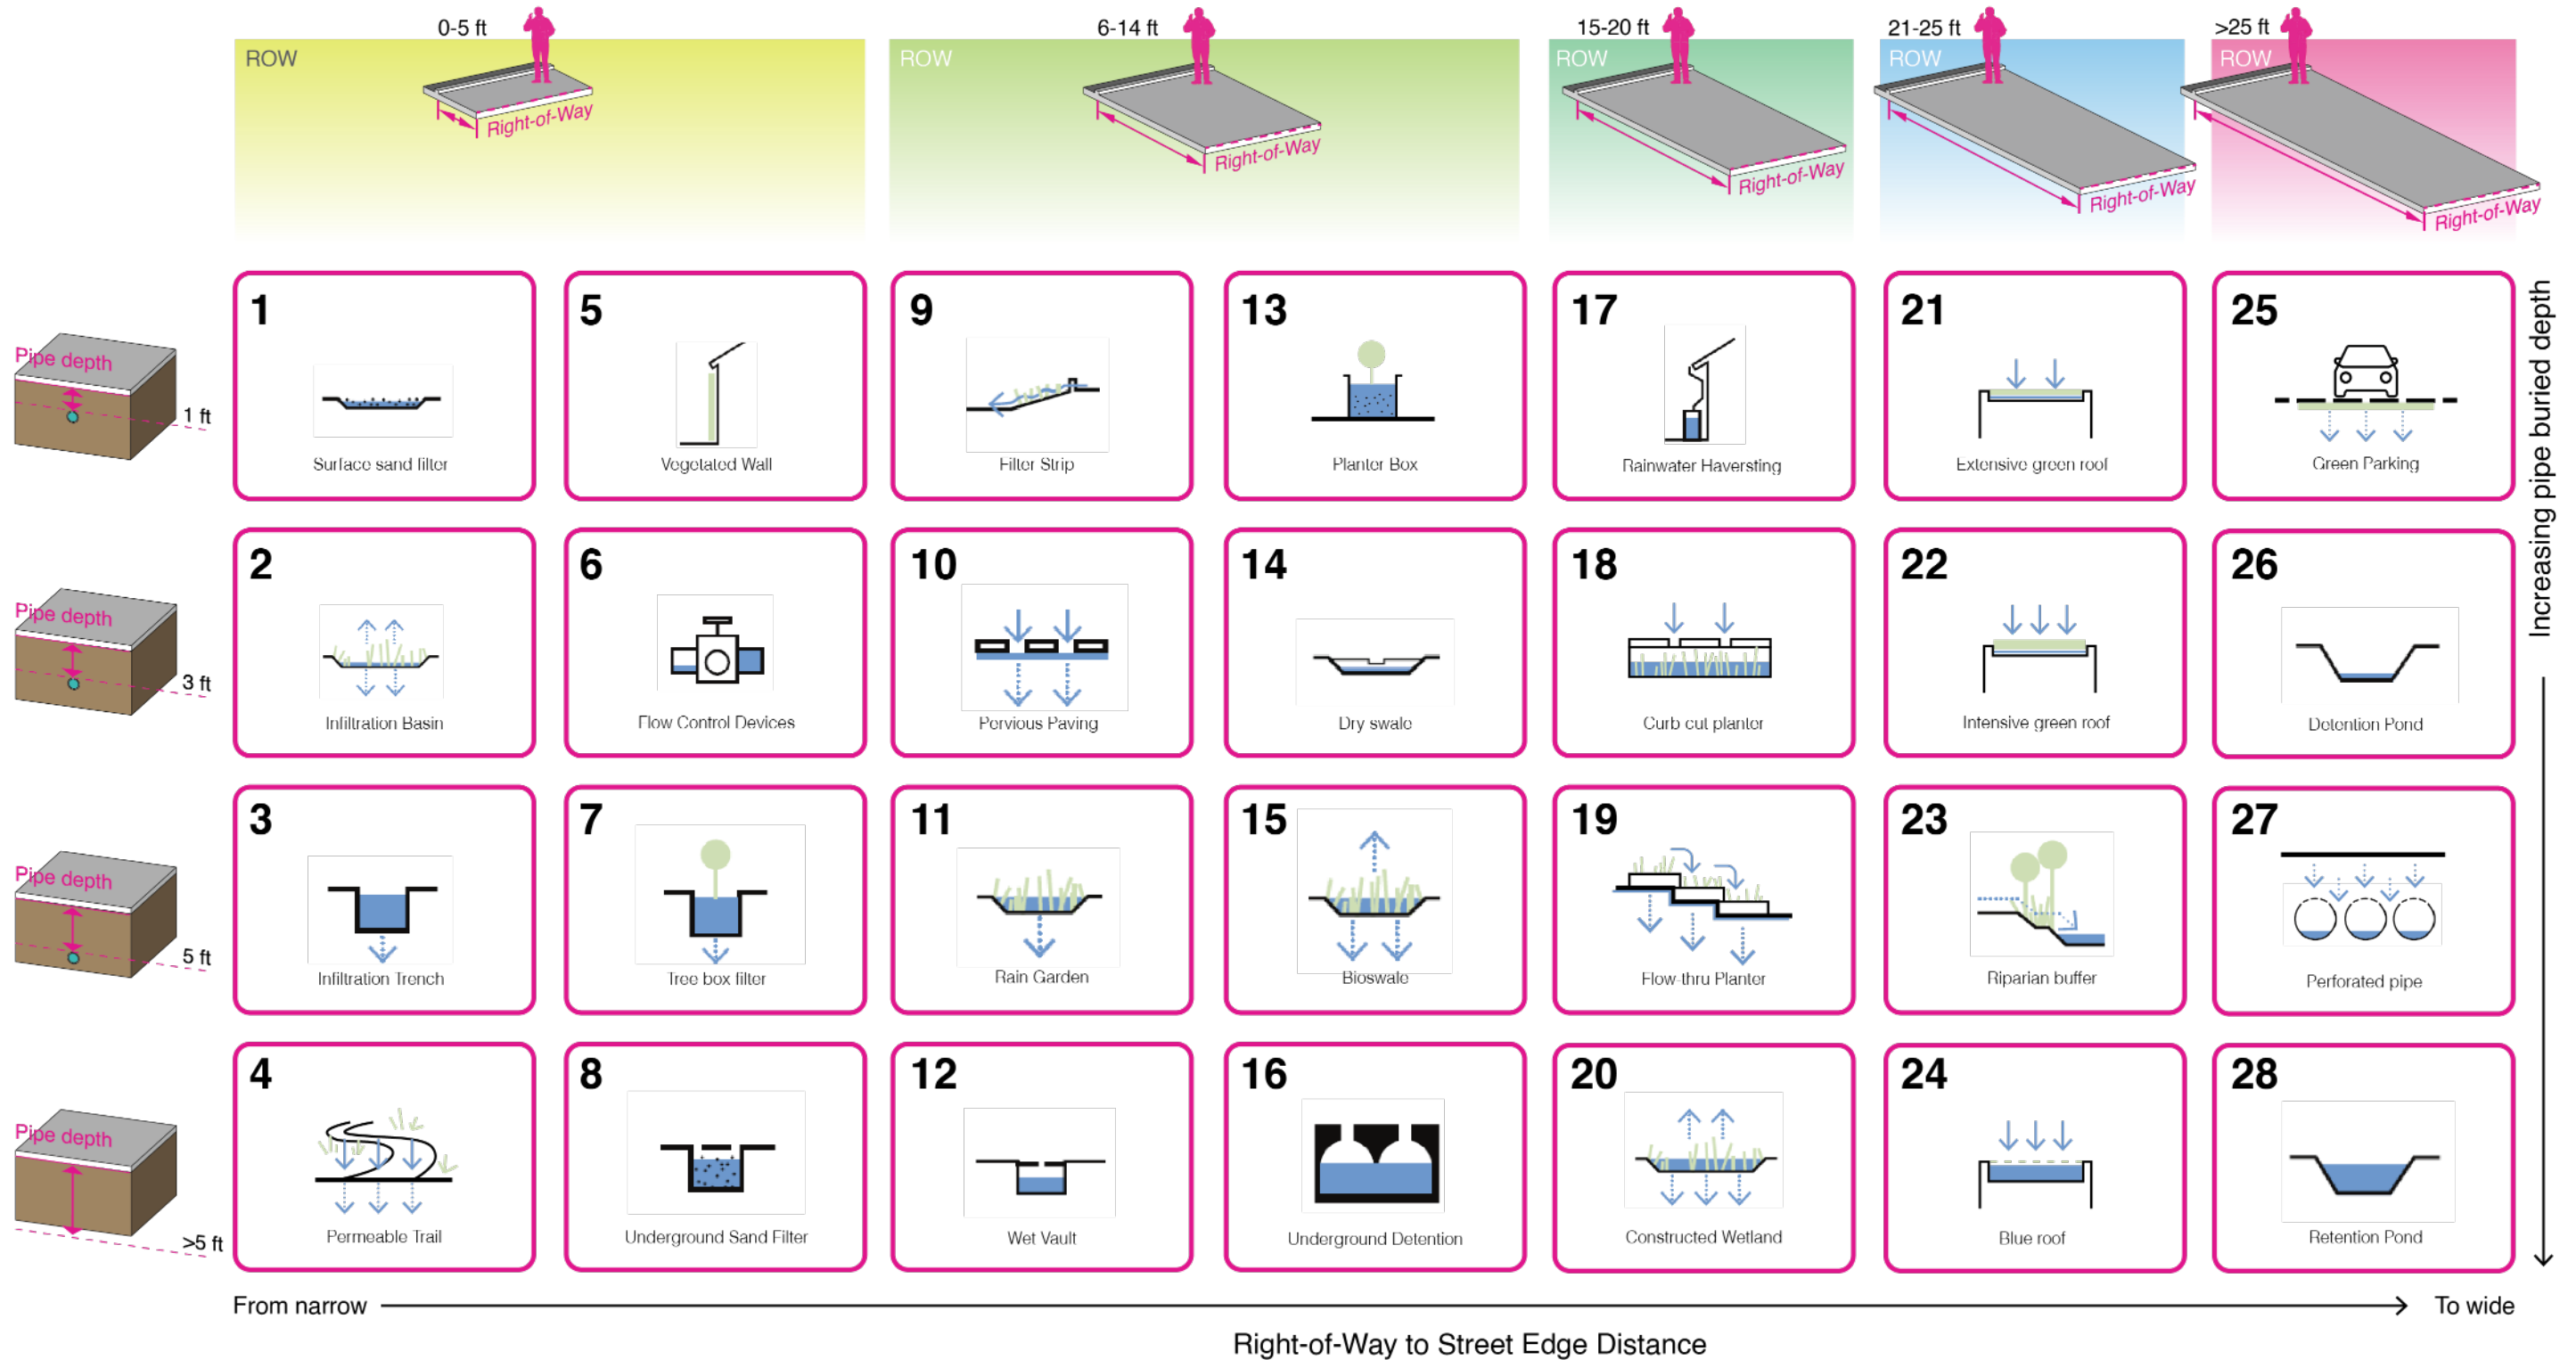 0-5 ft
6-14 ft
15-20 ft
21-25 ft
>25 ft
ROW
ROW
ROW
ROW
ROW
Right-of-Way
Right-of-Way
Right-of-Way
Right-of-Way
Right-of-Way
Pipe depth
1 ft
1
Surface sand filter
5
Vegetated Wall
9
Filter Strip
13
Planter Box
17
Rainwater Haversting
21
Extensive green roof
25
Green Parking
Increasing pipe buried depth
Pipe depth
3 ft
2
Infiltration Basin
6
Flow Control Devices
10
Pervious Paving
14
Dry swale
18
Curb cut planter
22
Intensive green roof
26
Detention Pond
Pipe depth
5 ft
3
Infiltration Trench
7
Tree box filter
11
Rain Garden
15
Bioswale
19
Flow-thru Planter
23
Riparian buffer
27
Perforated pipe
Pipe depth
>5 ft
4
Permeable Trail
8
Underground Sand Filter
12
Wet Vault
16
Underground Detention
20
Constructed Wetland
24
Blue roof
28
Retention Pond
From narrow
To wide
Right-of-Way to Street Edge Distance